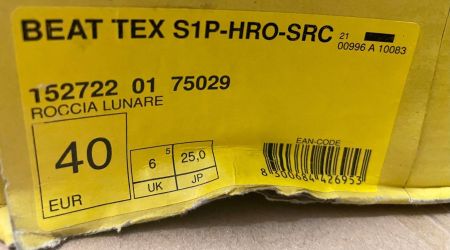 BEAT TEX S1P-HRO-SRC 21
00996 A 10083
152722 01 75029
ROCCIA LUNARE
40
EUR
6 5
UK
25,0
JP
EAN-CODE
8 300684 426953